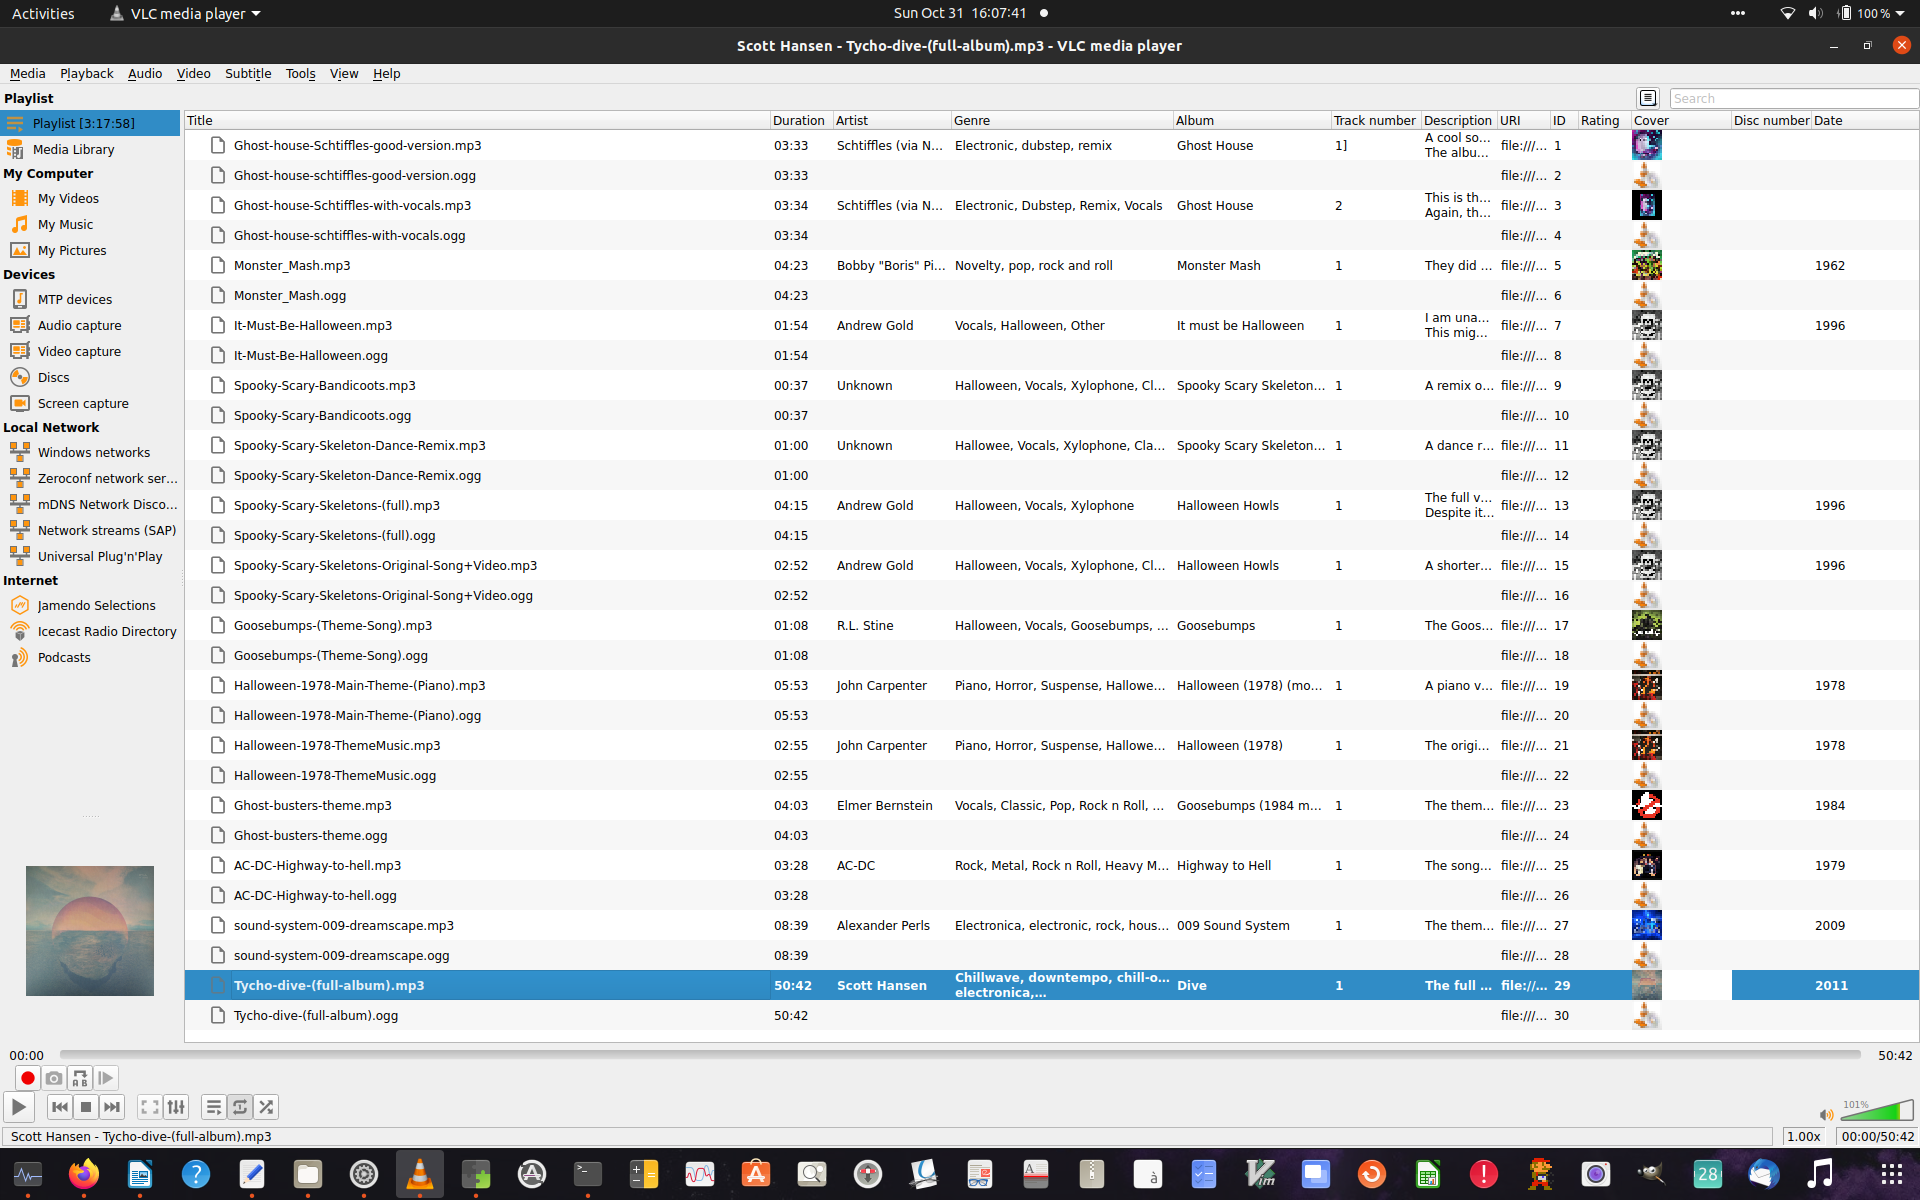 Activities VLC media player Sun Oct 31 16:07:41 100 %
Scott Hansen - Tycho-dive-(full-album).mp3 - VLC media player
Media Playback Audio Video Subtitle Tools View Help
Playlist
Search
Playlist [3:17:58]
Media Library
My Computer
My Videos
My Music
My Pictures
Devices
MTP devices
Audio capture
Video capture
Discs
Screen capture
Local Network
Windows networks
Zeroconf network ser...
mDNS Network Disco...
Network streams (SAP)
Universal Plug'n'Play
Internet
Jamendo Selections
Icecast Radio Directory
Podcasts
Title Duration Artist Genre Album Track number Description URI ID Rating Cover Disc number Date
Ghost-house-Schtiffles-good-version.mp3 03:33 Schtiffles (via N... Electronic, dubstep, remix Ghost House 1] A cool so... The albu... file:///... 1
Ghost-house-schtiffles-good-version.ogg 03:33 file:///... 2
Ghost-house-Schtiffles-with-vocals.mp3 03:34 Schtiffles (via N... Electronic, Dubstep, Remix, Vocals Ghost House 2 This is th... Again, th... file:///... 3
Ghost-house-schtiffles-with-vocals.ogg 03:34 file:///... 4
Monster_Mash.mp3 04:23 Bobby "Boris" Pi... Novelty, pop, rock and roll Monster Mash 1 They did ... file:///... 5 1962
Monster_Mash.ogg 04:23 file:///... 6
It-Must-Be-Halloween.mp3 01:54 Andrew Gold Vocals, Halloween, Other It must be Halloween 1 I am una... This mig... file:///... 7 1996
It-Must-Be-Halloween.ogg 01:54 file:///... 8
Spooky-Scary-Bandicoots.mp3 00:37 Unknown Halloween, Vocals, Xylophone, Cl... Spooky Scary Skeleton... 1 A remix o... file:///... 9
Spooky-Scary-Bandicoots.ogg 00:37 file:///... 10
Spooky-Scary-Skeleton-Dance-Remix.mp3 01:00 Unknown Hallowee, Vocals, Xylophone, Cla... Spooky Scary Skeleton... 1 A dance r... file:///... 11
Spooky-Scary-Skeleton-Dance-Remix.ogg 01:00 file:///... 12
Spooky-Scary-Skeletons-(full).mp3 04:15 Andrew Gold Halloween, Vocals, Xylophone Halloween Howls 1 The full v... Despite it... file:///... 13 1996
Spooky-Scary-Skeletons-(full).ogg 04:15 file:///... 14
Spooky-Scary-Skeletons-Original-Song+Video.mp3 02:52 Andrew Gold Halloween, Vocals, Xylophone, Cl... Halloween Howls 1 A shorter... file:///... 15 1996
Spooky-Scary-Skeletons-Original-Song+Video.ogg 02:52 file:///... 16
Goosebumps-(Theme-Song).mp3 01:08 R.L. Stine Halloween, Vocals, Goosebumps, ... Goosebumps 1 The Goos... file:///... 17
Goosebumps-(Theme-Song).ogg 01:08 file:///... 18
Halloween-1978-Main-Theme-(Piano).mp3 05:53 John Carpenter Piano, Horror, Suspense, Hallowe... Halloween (1978) (mo... 1 A piano v... file:///... 19 1978
Halloween-1978-Main-Theme-(Piano).ogg 05:53 file:///... 20
Halloween-1978-ThemeMusic.mp3 02:55 John Carpenter Piano, Horror, Suspense, Hallowe... Halloween (1978) 1 The origi... file:///... 21 1978
Halloween-1978-ThemeMusic.ogg 02:55 file:///... 22
Ghost-busters-theme.mp3 04:03 Elmer Bernstein Vocals, Classic, Pop, Rock n Roll, ... Goosebumps (1984 m... 1 The them... file:///... 23 1984
Ghost-busters-theme.ogg 04:03 file:///... 24
AC-DC-Highway-to-hell.mp3 03:28 AC-DC Rock, Metal, Rock n Roll, Heavy M... Highway to Hell 1 The song... file:///... 25 1979
AC-DC-Highway-to-hell.ogg 03:28 file:///... 26
sound-system-009-dreamscape.mp3 08:39 Alexander Perls Electronica, electronic, rock, hous... 009 Sound System 1 The them... file:///... 27 2009
sound-system-009-dreamscape.ogg 08:39 file:///... 28
Tycho-dive-(full-album).mp3 50:42 Scott Hansen Chillwave, downtempo, chill-o... electronica,... Dive 1 The full ... file://... 29 2011
Tycho-dive-(full-album).ogg 50:42 file:///... 30
00:00 50:42
A B
101%
Scott Hansen - Tycho-dive-(full-album).mp3 1.00x 00:00/50:42
28